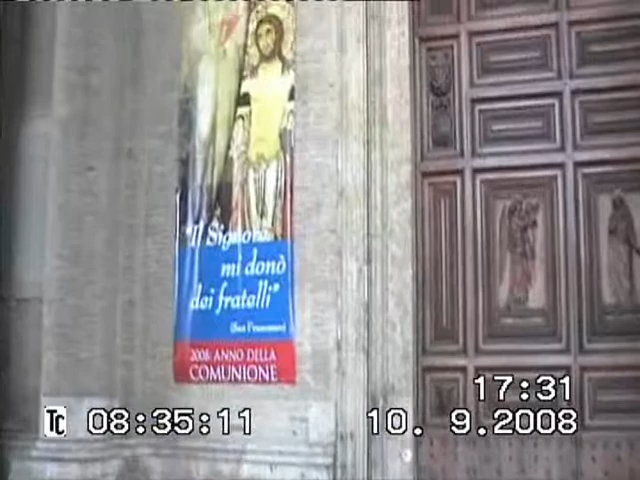 "Il Signore
mi donò
dei fratelli"
(San Francesco)
2008: ANNO DELLA
COMUNIONE
17:31
Tc 08:35:11 10. 9.2008